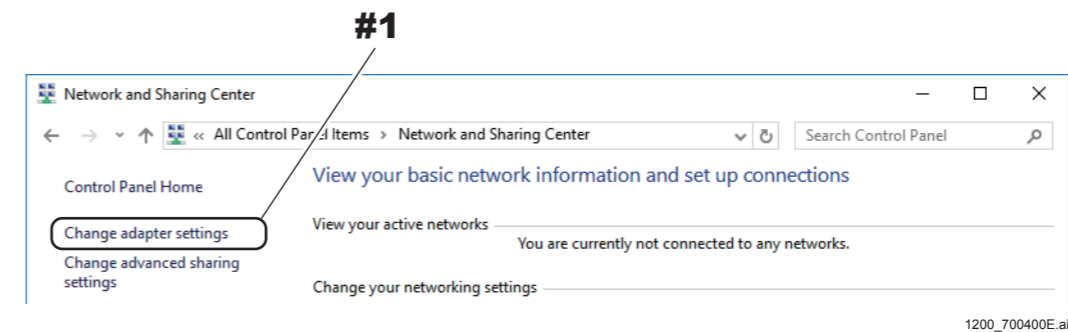 #1
Network and Sharing Center
« All Control Panel Items > Network and Sharing Center
Search Control Panel
Control Panel Home
View your basic network information and set up connections
Change adapter settings
View your active networks
You are currently not connected to any networks.
Change advanced sharing
settings
Change your networking settings
1200_700400E.ai